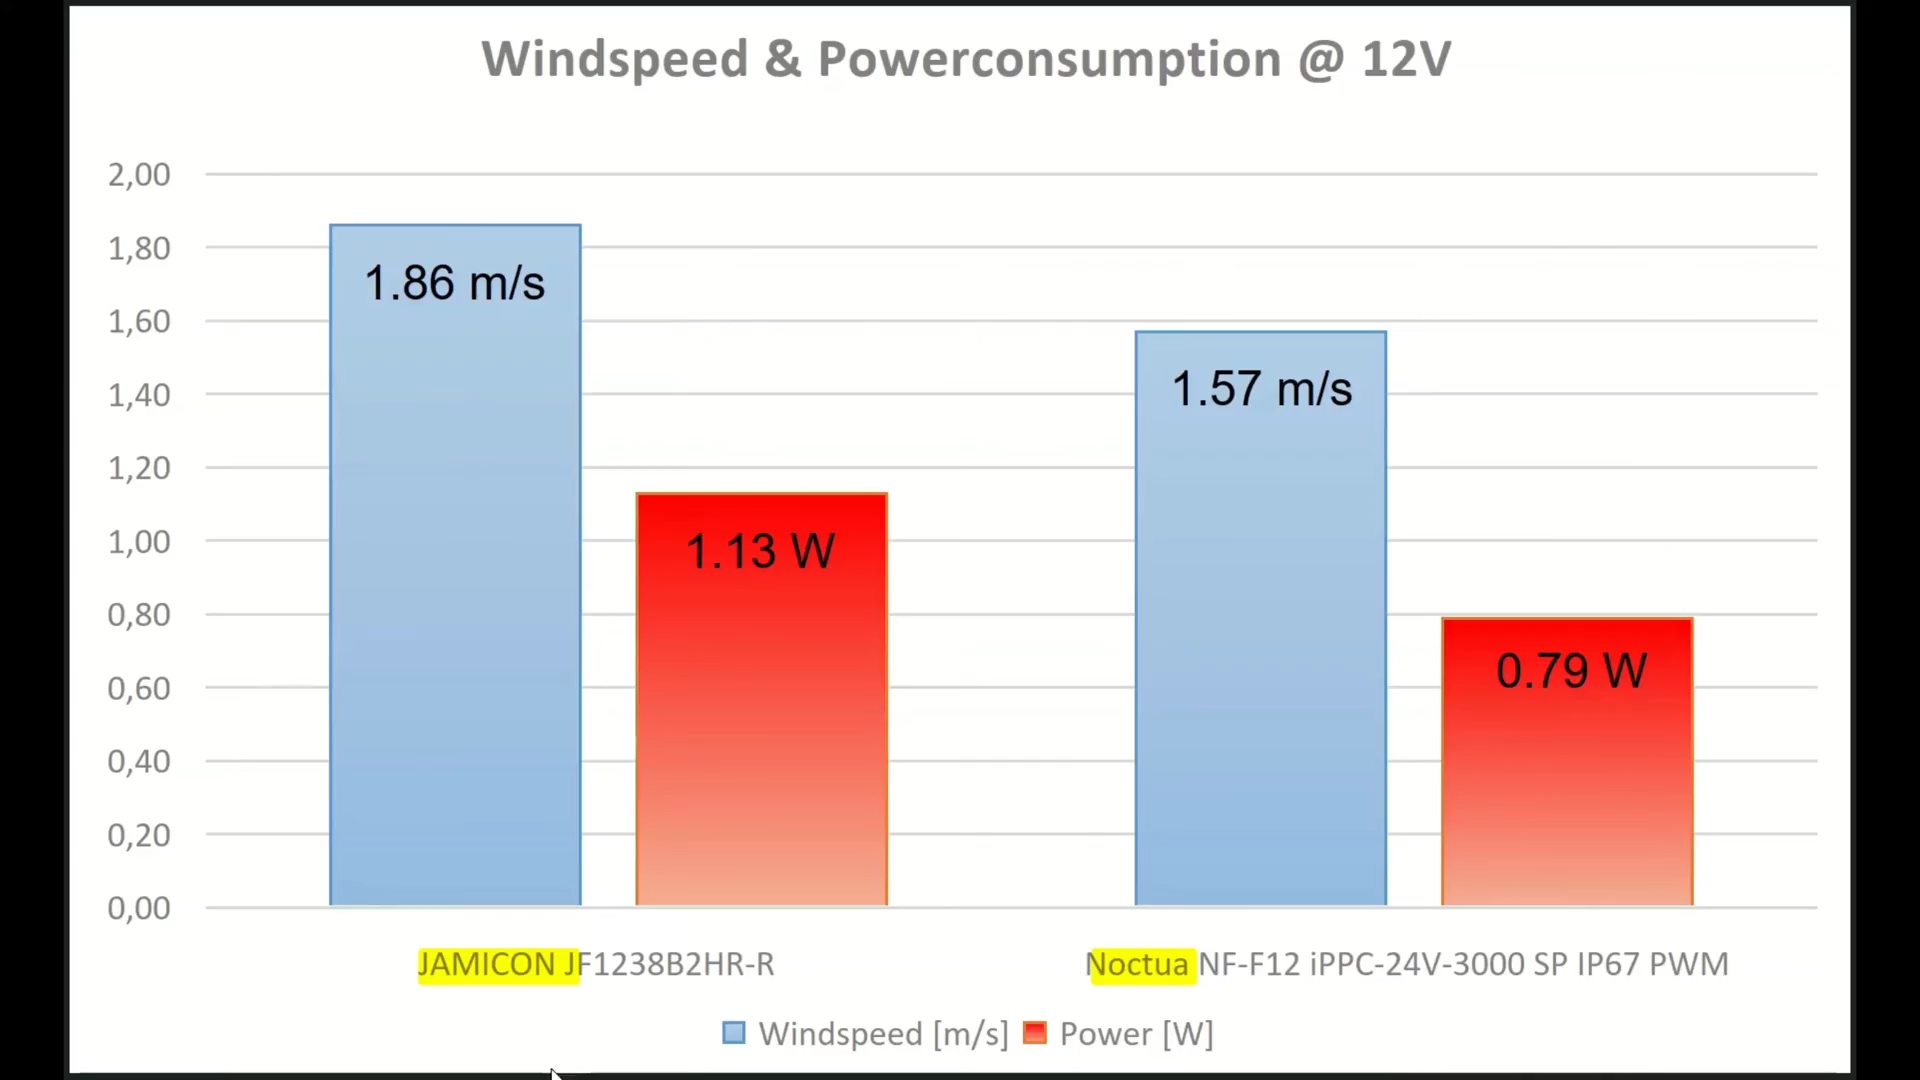 Windspeed & Powerconsumption @ 12V
2,00
1,80
1,60
1,40
1,20
1,00
0,80
0,60
0,40
0,20
0,00
1.86 m/s
1.13 W
1.57 m/s
0.79 W
JAMICON JF1238B2HR-R
Noctua NF-F12 iPPC-24V-3000 SP IP67 PWM
Windspeed [m/s] Power [W]